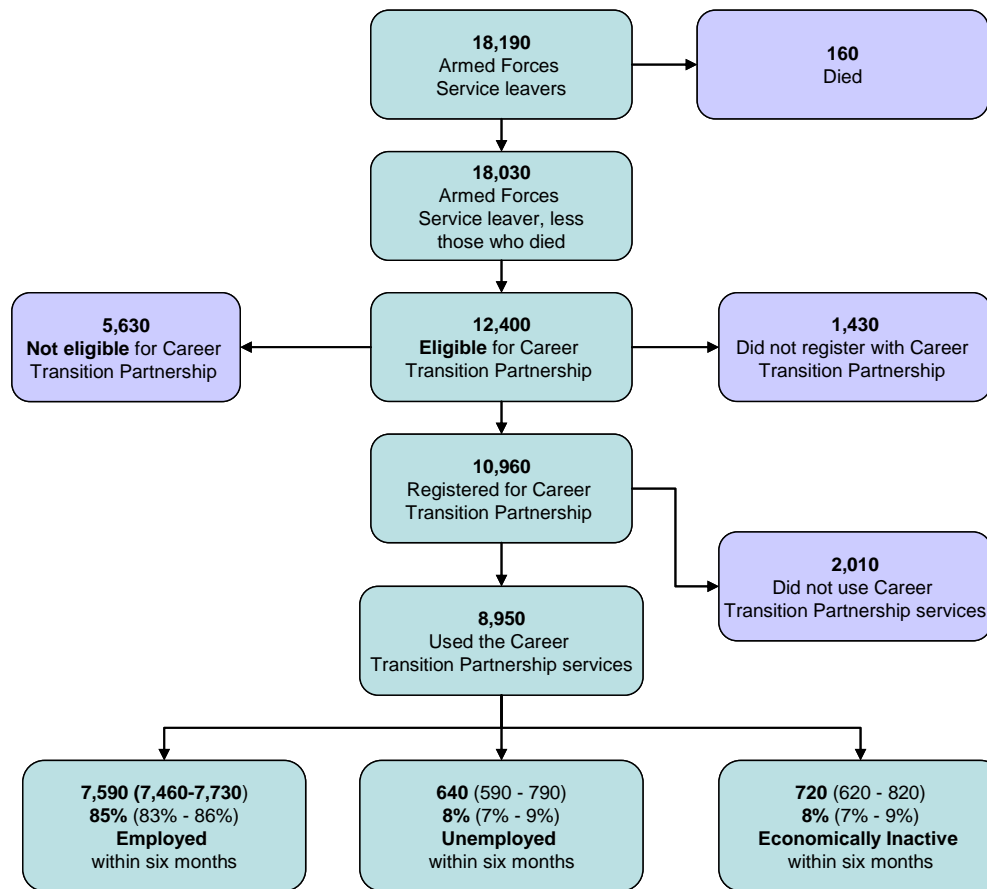 18,190
Armed Forces
Service leavers
160
Died
18,030
Armed Forces
Service leaver, less
those who died
5,630
Not eligible for Career
Transition Partnership
12,400
Eligible for Career
Transition Partnership
1,430
Did not register with Career
Transition Partnership
10,960
Registered for Career
Transition Partnership
2,010
Did not use Career
Transition Partnership services
8,950
Used the Career
Transition Partnership services
7,590 (7,460-7,730)
85% (83% - 86%)
Employed
within six months
640 (590 - 790)
8% (7% - 9%)
Unemployed
within six months
720 (620 - 820)
8% (7% - 9%)
Economically Inactive
within six months